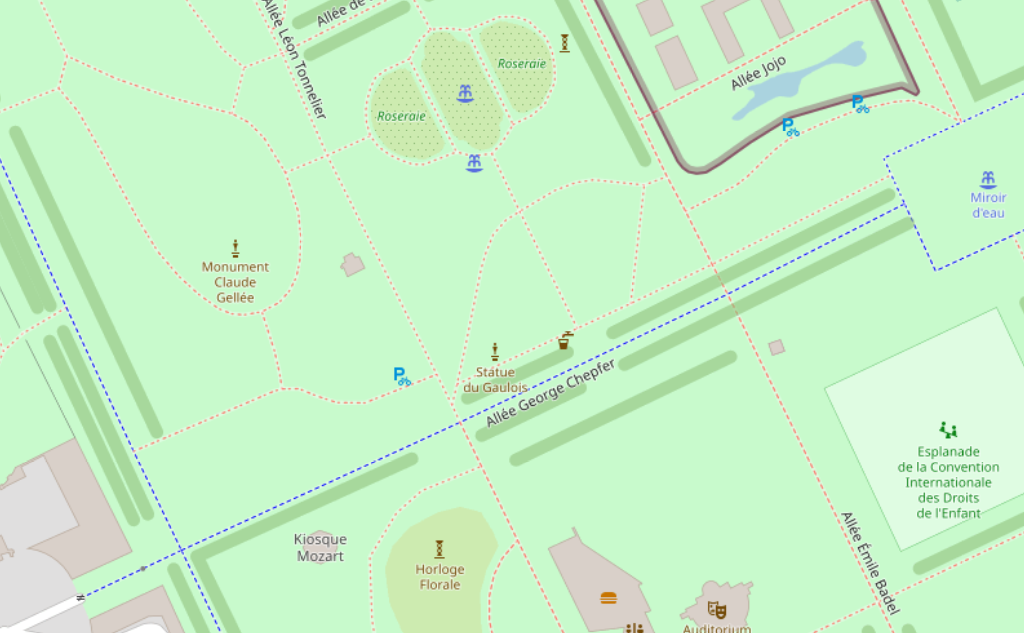 Allée de
Allée Léon Tonnelier
Roseraie
Roseraie
Allée Jojo
Miroir
d'eau
Monument
Claude
Gellée
Statue
du Gaulois
Allée George Chepfer
Esplanade
de la Convention
Internationale
des Droits
de l'Enfant
Allée Émile Badel
Kiosque
Mozart
Horloge
Florale
Auditorium